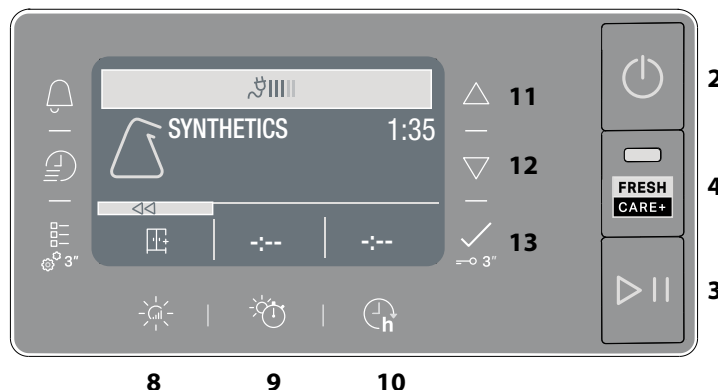 2
11
SYNTHETICS 1:35
12
FRESH
CARE+
4
-:-- -:--
13
3"
3"
3
h
8 9 10